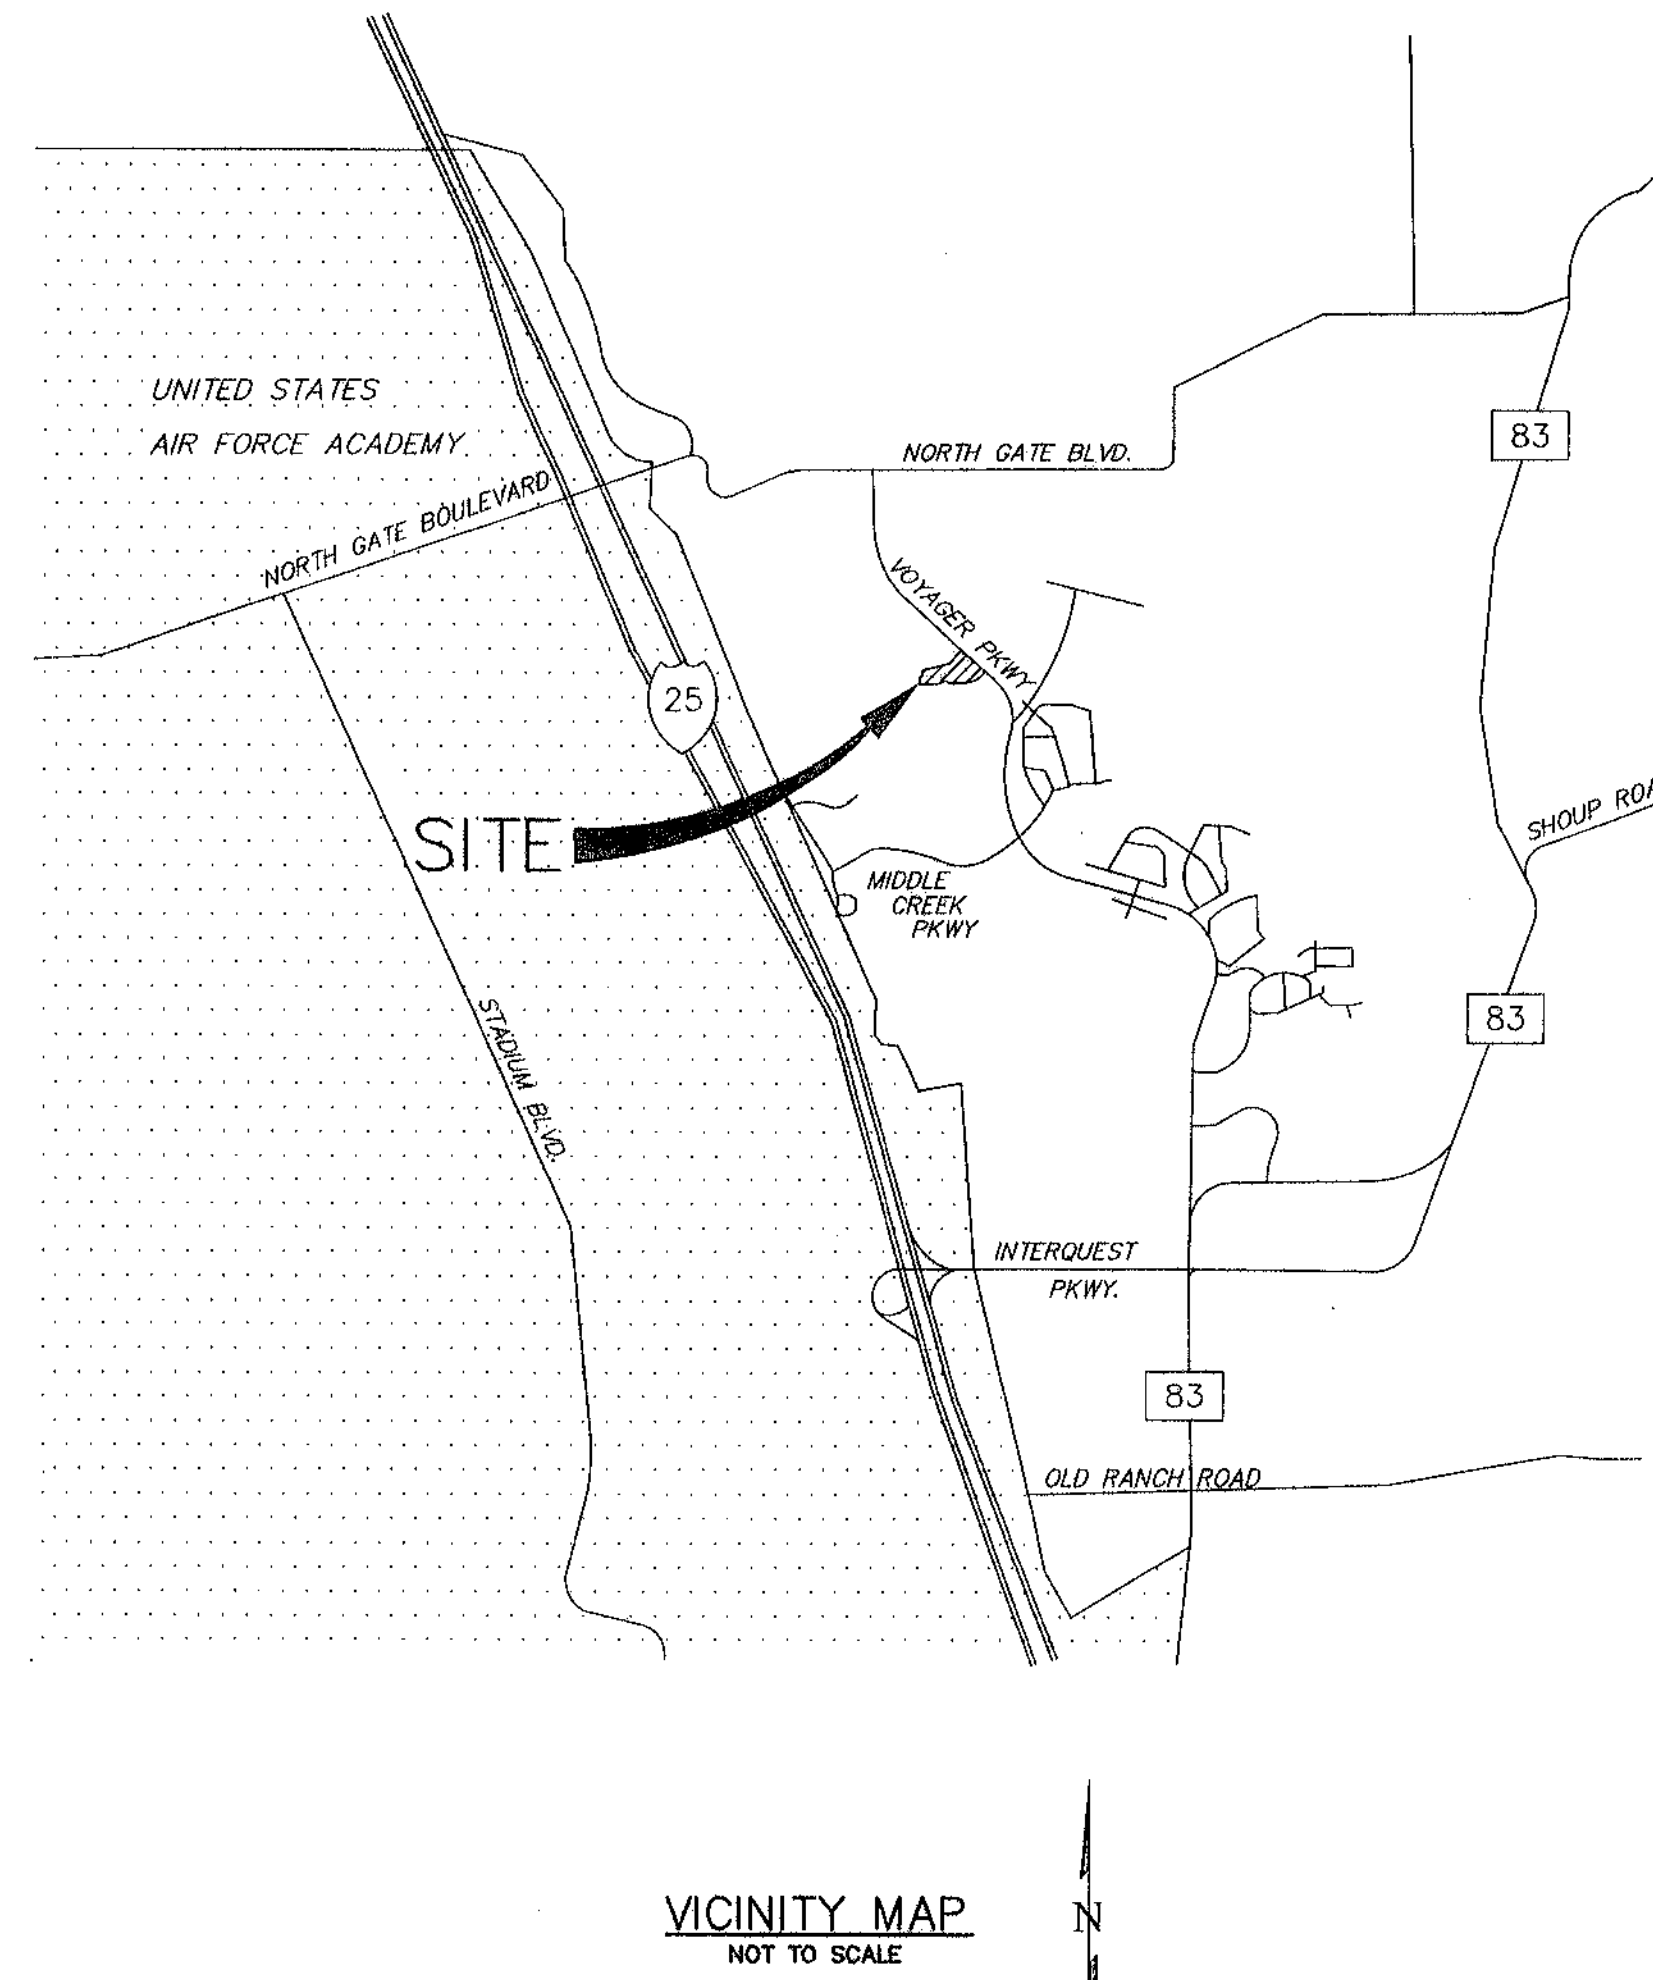 UNITED STATES
AIR FORCE ACADEMY
83
NORTH GATE BLVD.
NORTH GATE BOULEVARD
VOYAGER PKWY
25
SITE
SHOUP
MIDDLE
CREEK
PKWY
STADIUM BLVD.
83
INTERQUEST
PKWY.
83
OLD RANCH ROAD
VICINITY MAP
NOT TO SCALE
N